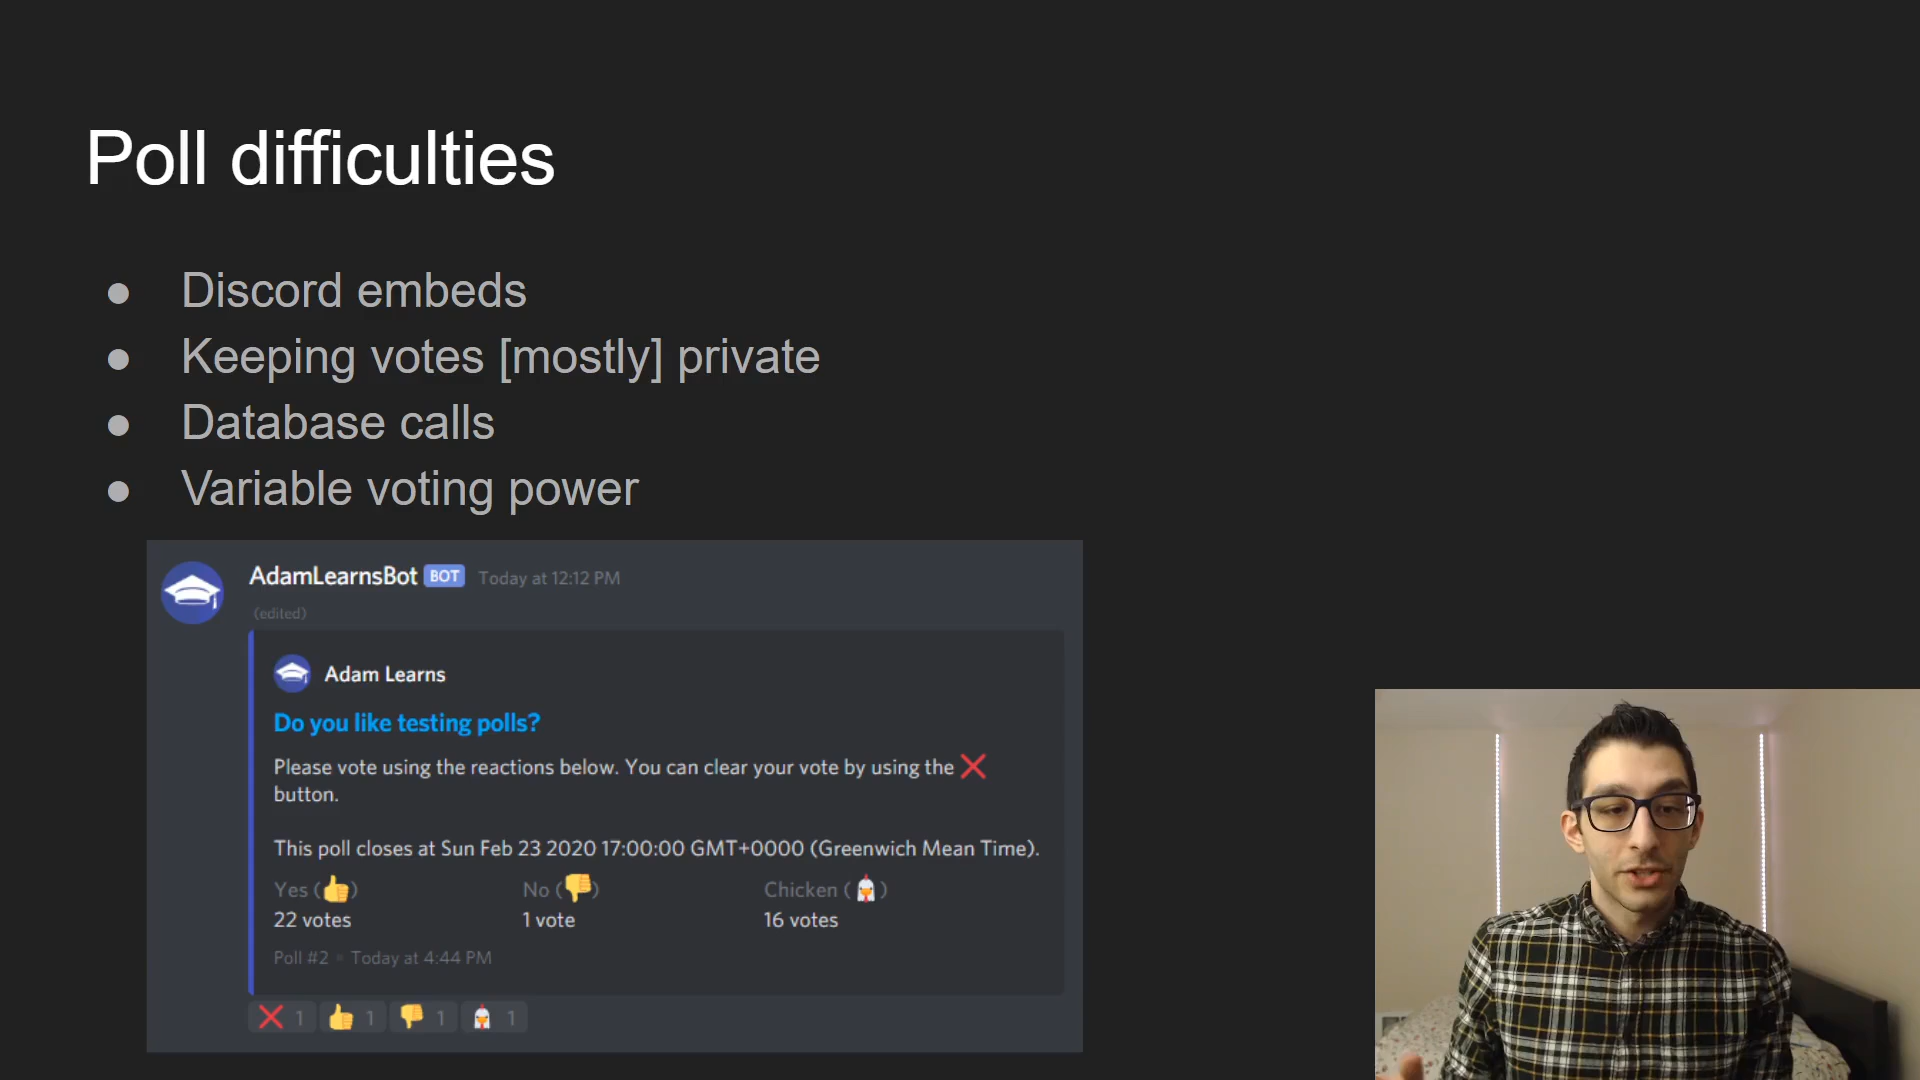 Poll difficulties
● Discord embeds
● Keeping votes [mostly] private
● Database calls
● Variable voting power
AdamLearnsBot BOT Today at 12:12 PM
(edited)
Adam Learns
Do you like testing polls?
Please vote using the reactions below. You can clear your vote by using the ❌
button.
This poll closes at Sun Feb 23 2020 17:00:00 GMT+0000 (Greenwich Mean Time).
Yes (👍) No (👎) Chicken (🐔)
22 votes 1 vote 16 votes
Poll #2 • Today at 4:44 PM
❌ 1 👍 1 👎 1 🐔 1